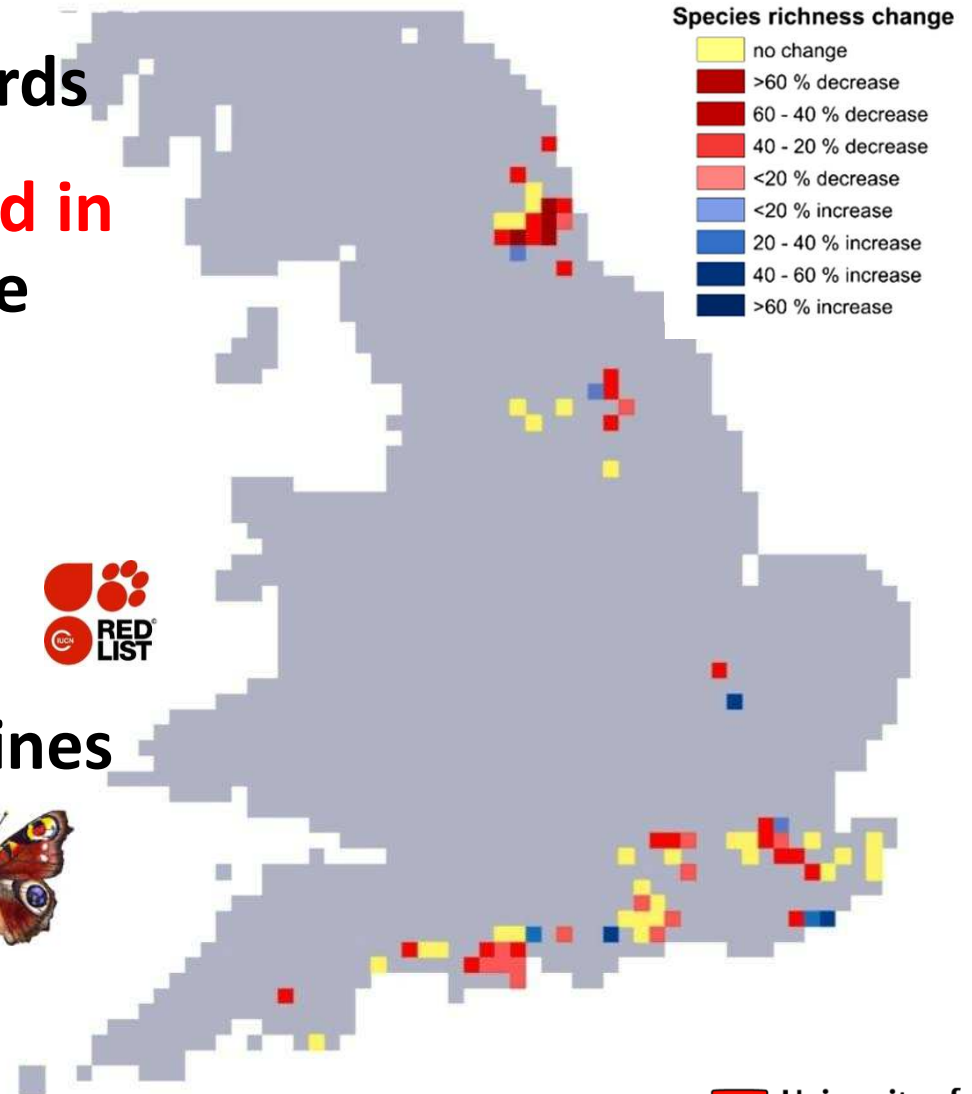 rds
d in
e
Species richness change
no change
>60 % decrease
60 - 40 % decrease
40 - 20 % decrease
<20 % decrease
<20 % increase
20 - 40 % increase
40 - 60 % increase
>60 % increase
IUCN
RED
LIST
ines